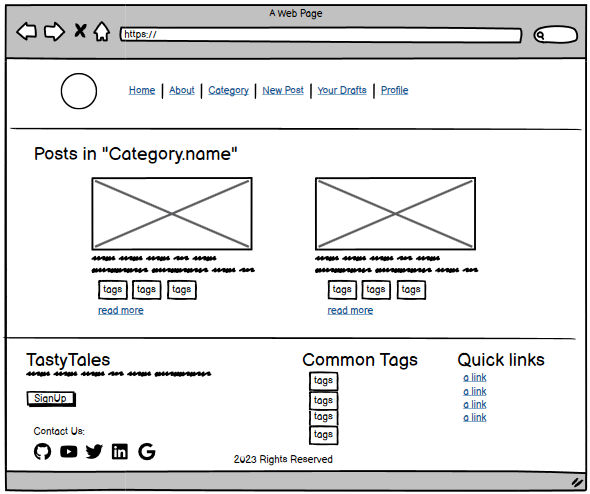 A Web Page
https://
Home | About | Category | New Post | Your Drafts | Profile
Posts in "Category.name"
tags tags tags
read more
tags tags tags
read more
TastyTales
SignUp
Contact Us:
Common Tags
tags
tags
tags
tags
Quick links
a link
a link
a link
a link
2023 Rights Reserved